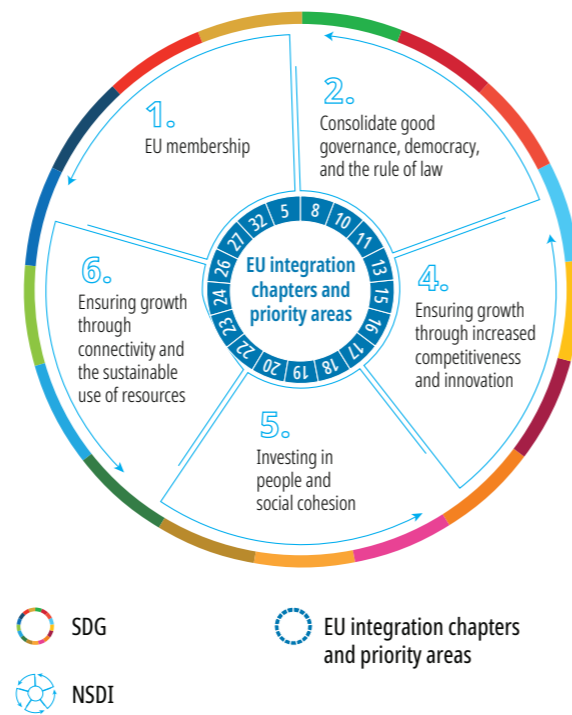 1.
EU membership
2.
Consolidate good
governance, democracy,
and the rule of law
4.
Ensuring growth
through increased
competitiveness
and innovation
5.
Investing in
people and
social cohesion
6.
Ensuring growth
through
connectivity and
the sustainable
use of resources
5 8 10 11 13 15 16 17 18 19 20 22 23 24 26 27 32
EU integration
chapters and
priority areas
SDG
EU integration chapters
and priority areas
NSDI